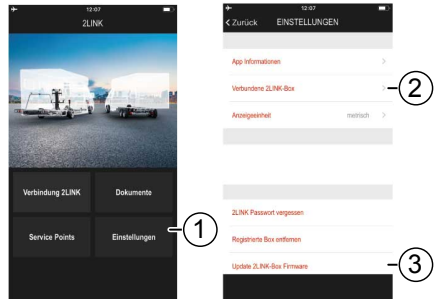 12:07
2LINK
Verbindung 2LINK
Dokumente
Service Points
Einstellungen
1
12:07
Zurück
EINSTELLUNGEN
App Informationen
Verbundene 2LINK-Box
2
Anzeigeeinheit
metrisch
2LINK Passwort vergessen
Registrierte Box entfernen
Update 2LINK-Box Firmware
3